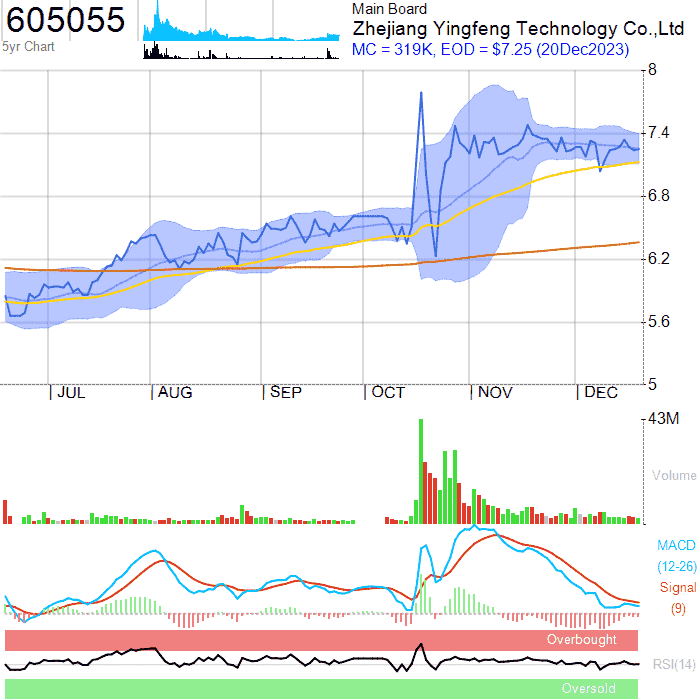 605055
5yr Chart
Main Board
Zhejiang Yingfeng Technology Co.,Ltd
MC = 319K, EOD = $7.25 (20Dec2023)
8
7.4
6.8
6.2
5.6
5
JUL AUG SEP OCT NOV DEC
43M
Volume
MACD
(12-26)
Signal
(9)
Overbought
RSI(14)
Oversold